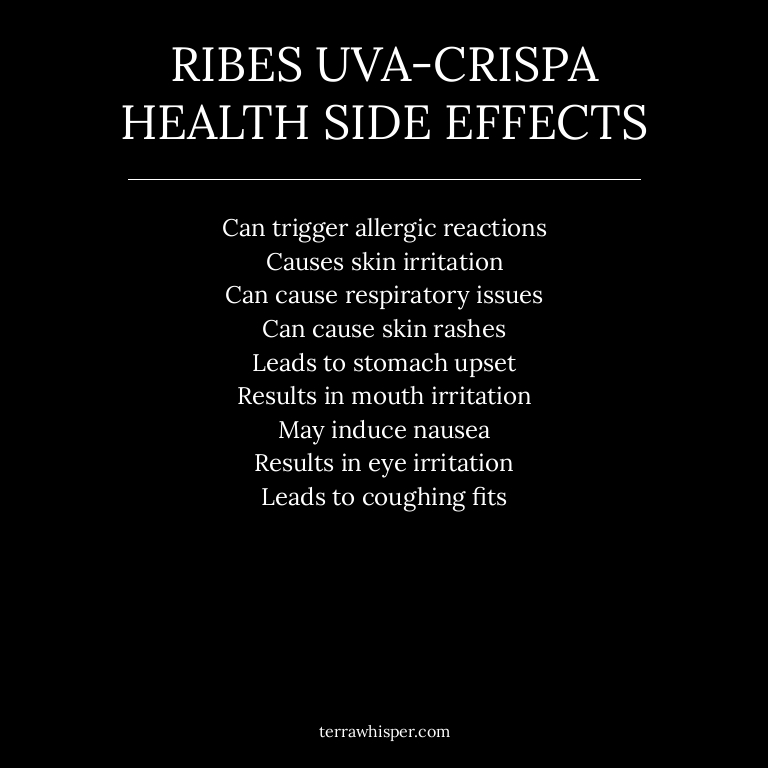 RIBES UVA-CRISPA
HEALTH SIDE EFFECTS
Can trigger allergic reactions
Causes skin irritation
Can cause respiratory issues
Can cause skin rashes
Leads to stomach upset
Results in mouth irritation
May induce nausea
Results in eye irritation
Leads to coughing fits
terrawhisper.com